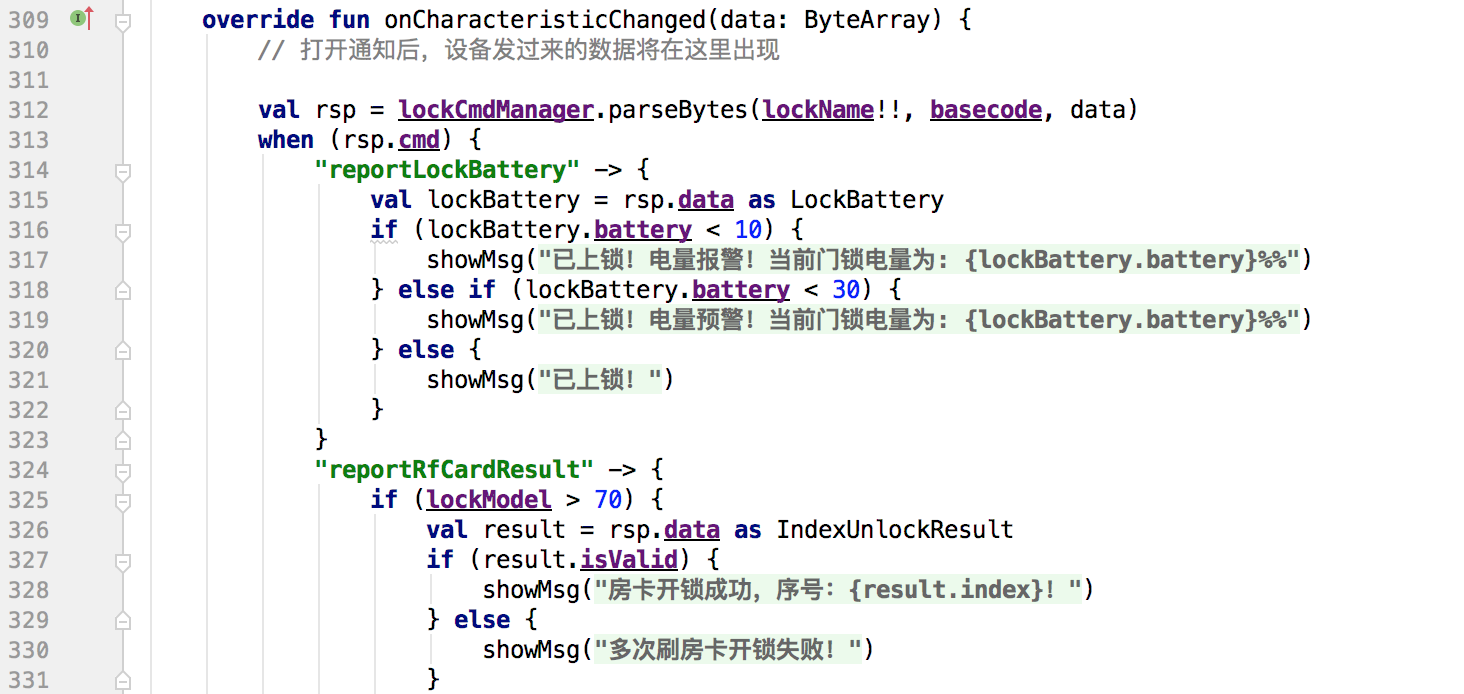 309 override fun onCharacteristicChanged(data: ByteArray) {
310 // 打开通知后，设备发过来的数据将在这里出现
311
312 val rsp = lockCmdManager.parseBytes(lockName!!, basecode, data)
313 when (rsp.cmd) {
314 "reportLockBattery" -> {
315 val lockBattery = rsp.data as LockBattery
316 if (lockBattery.battery < 10) {
317 showMsg("已上锁！电量报警！当前门锁电量为：{lockBattery.battery}%%")
318 } else if (lockBattery.battery < 30) {
319 showMsg("已上锁！电量预警！当前门锁电量为：{lockBattery.battery}%%")
320 } else {
321 showMsg("已上锁！")
322 }
323 }
324 "reportRfCardResult" -> {
325 if (lockModel > 70) {
326 val result = rsp.data as IndexUnlockResult
327 if (result.isValid) {
328 showMsg("房卡开锁成功，序号：{result.index}！")
329 } else {
330 showMsg("多次刷房卡开锁失败！")
331 }